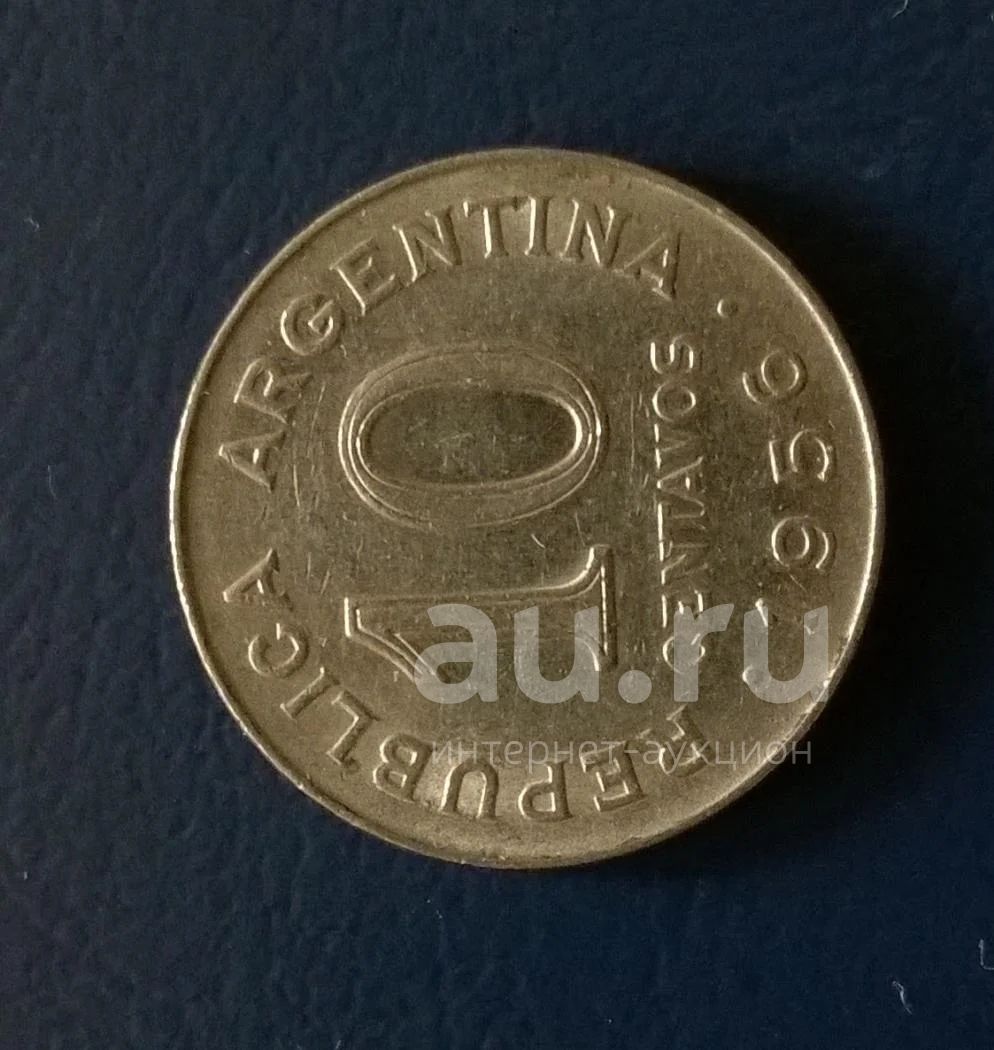 REPUBLICA ARGENTINA
10
CENTAVOS
1956
au.ru
интернет-аукцион